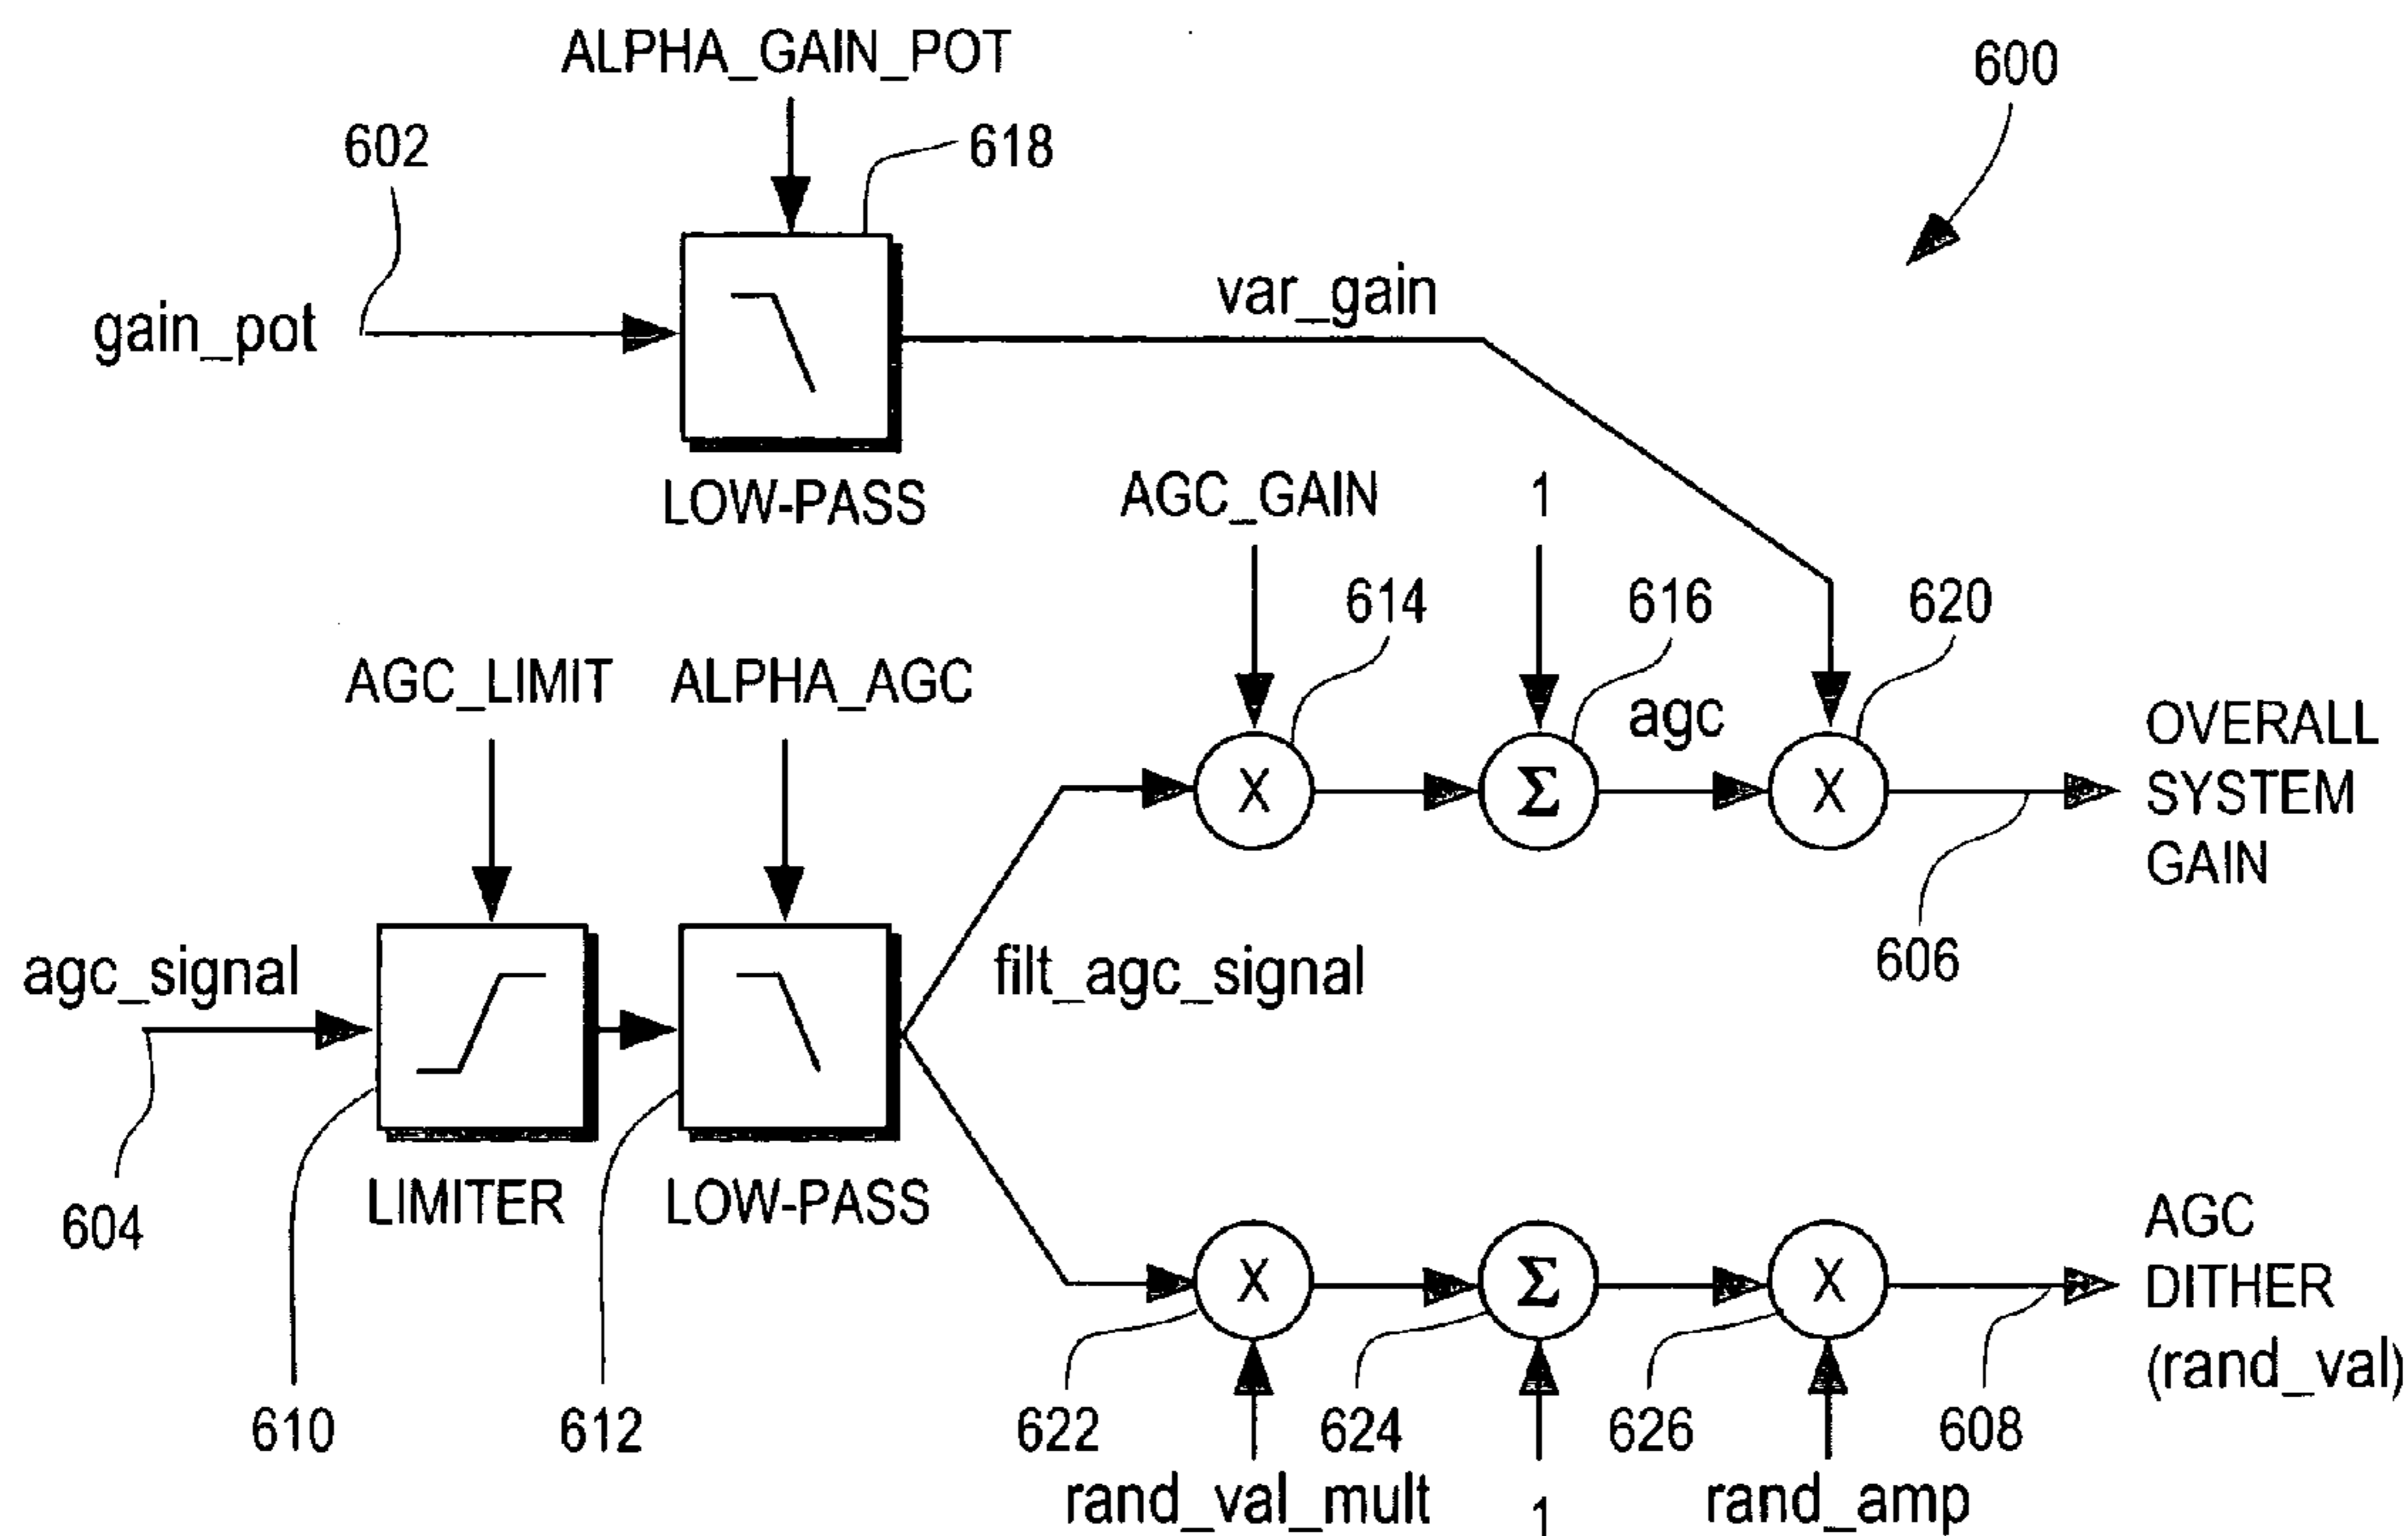 ALPHA_GAIN_POT
600
602
618
gain_pot
var_gain
LOW-PASS
AGC_GAIN
1
614
616
620
AGC_LIMIT
ALPHA_AGC
agc
X
Σ
X
OVERALL
SYSTEM
GAIN
agc_signal
filt_agc_signal
606
604
LIMITER
LOW-PASS
X
Σ
X
AGC
DITHER
(rand_val)
610
612
622
624
626
608
rand_val_mult
1
rand_amp